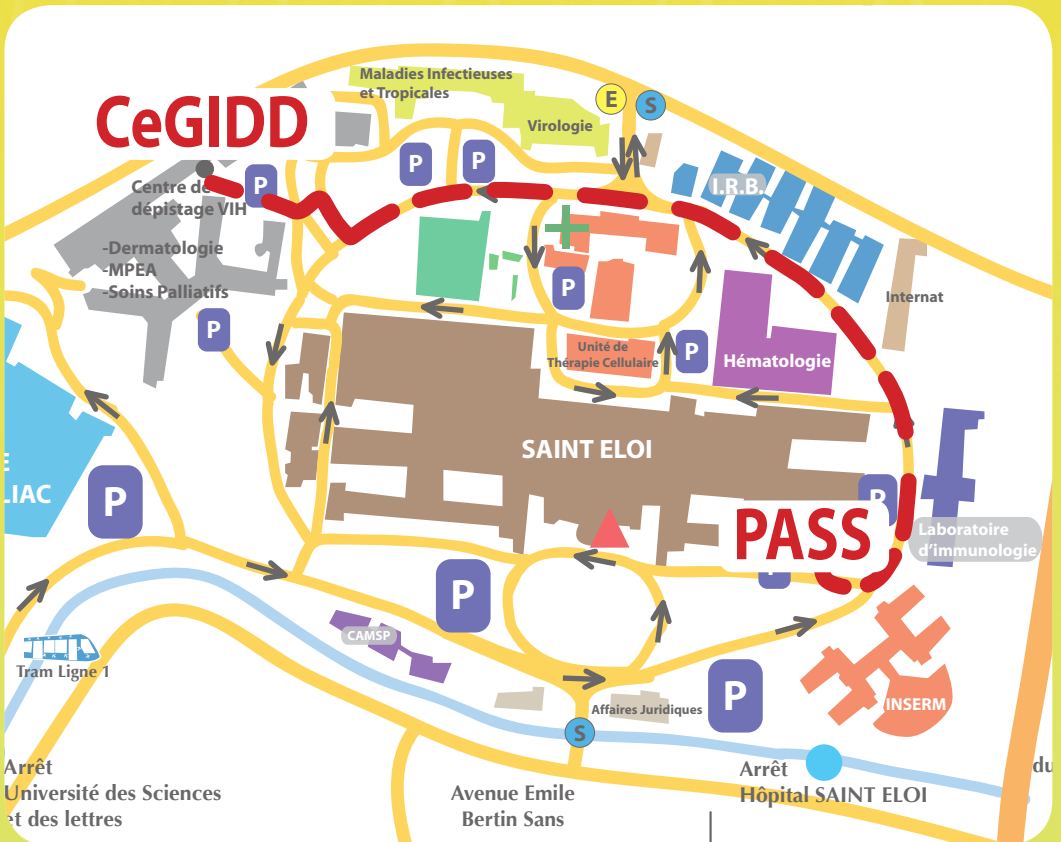 Maladies Infectieuses
et Tropicales
CeGIDD
E
S
Virologie
P
P
I.R.B.
Centre de
dépistage VIH
P
-Dermatologie
-MPEA
-Soins Palliatifs
P
Internat
P
Unité de
Thérapie Cellulaire
P
Hématologie
SAINT ELOI
E
LIAC
P
P
PASS
Laboratoire
d'immunologie
P
P
CAMSP
Tram Ligne 1
P
INSERM
Affaires Juridiques
S
Arrêt
Université des Sciences
et des lettres
Avenue Emile
Bertin Sans
Arrêt
Hôpital SAINT ELOI
du